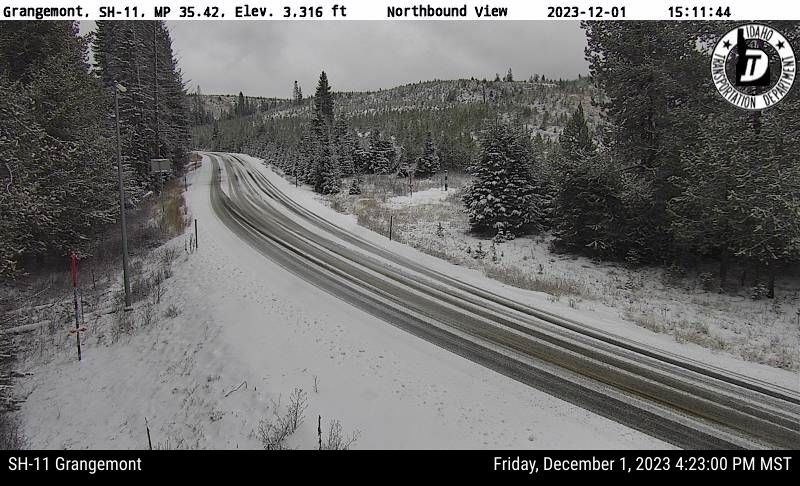 Grangemont, SH-11, MP 35.42, Elev. 3,316 ft Northbound View 2023-12-01 15:11:44
IDAHO
TRANSPORTATION DEPARTMENT
SH-11 Grangemont Friday, December 1, 2023 4:23:00 PM MST